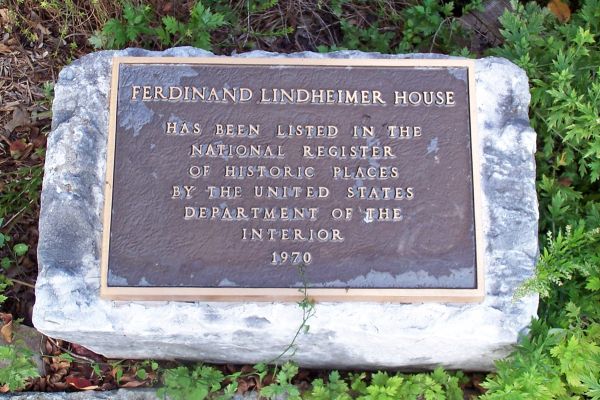 FERDINAND LINDHEIMER HOUSE
HAS BEEN LISTED IN THE
NATIONAL REGISTER
OF HISTORIC PLACES
BY THE UNITED STATES
DEPARTMENT OF THE
INTERIOR
1970